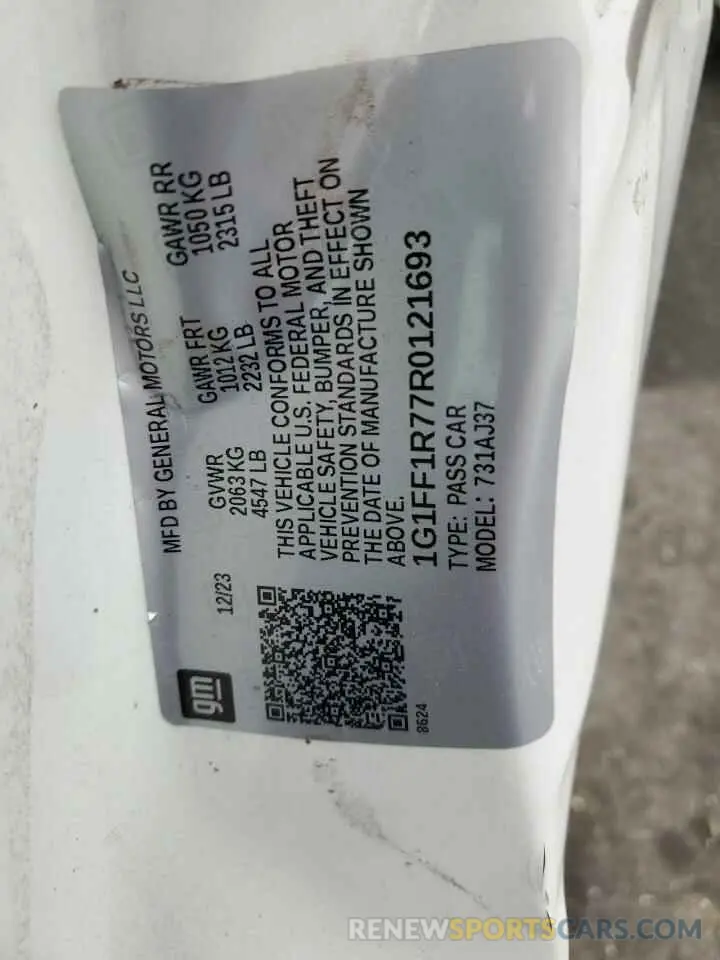 MFD BY GENERAL MOTORS LLC
12/23
GVWR GAWR FRT GAWR RR
2063 KG 1012 KG 1050 KG
4547 LB 2232 LB 2315 LB
THIS VEHICLE CONFORMS TO ALL
APPLICABLE U.S. FEDERAL MOTOR
VEHICLE SAFETY, BUMPER, AND THEFT
PREVENTION STANDARDS IN EFFECT ON
THE DATE OF MANUFACTURE SHOWN
ABOVE.
1G1FF1R77R0121693
TYPE: PASS CAR
MODEL: 731AJ37
gm
8624
RENEWSPORTSCARS.COM